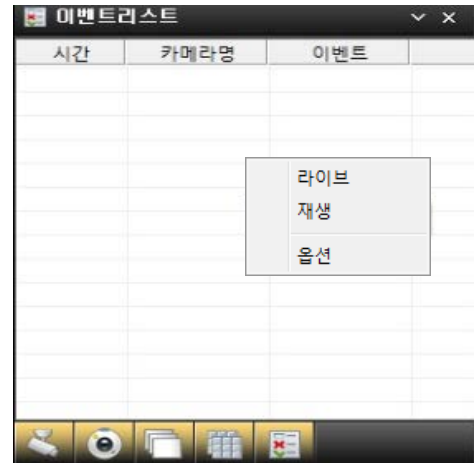 이벤트리스트
시간 카메라명 이벤트
라이브
재생
옵션